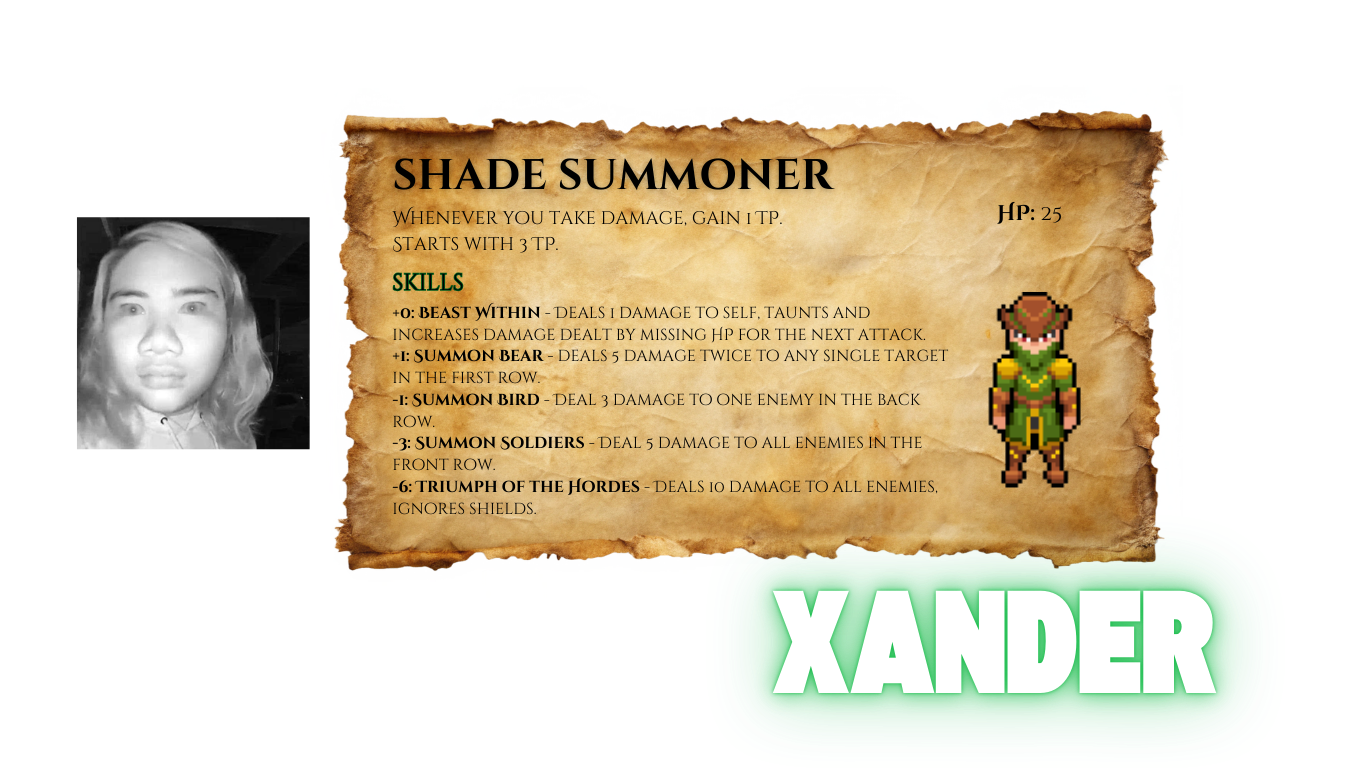 SHADE SUMMONER
WHENEVER YOU TAKE DAMAGE, GAIN 1 TP.
STARTS WITH 3 TP.
HP: 25
SKILLS
+0: BEAST WITHIN - DEALS 1 DAMAGE TO SELF, TAUNTS AND
INCREASES DAMAGE DEALT BY MISSING HP FOR THE NEXT ATTACK.
+1: SUMMON BEAR - DEALS 5 DAMAGE TWICE TO ANY SINGLE TARGET
IN THE FIRST ROW.
-1: SUMMON BIRD - DEAL 3 DAMAGE TO ONE ENEMY IN THE BACK
ROW.
-3: SUMMON SOLDIERS - DEAL 5 DAMAGE TO ALL ENEMIES IN THE
FRONT ROW.
-6: TRIUMPH OF THE HORDES - DEALS 10 DAMAGE TO ALL ENEMIES,
IGNORES SHIELDS.
XANDER